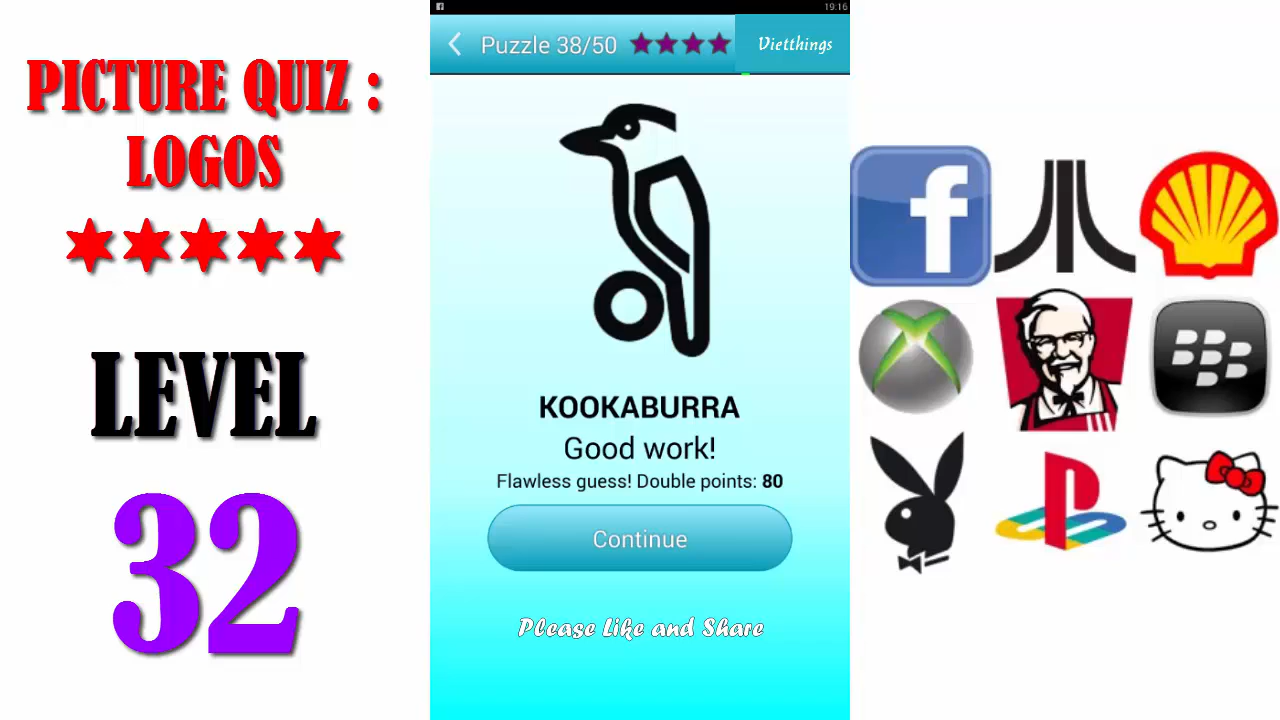 PICTURE QUIZ :
LOGOS
LEVEL
32
19:16
Puzzle 38/50
Vietthings
KOOKABURRA
Good work!
Flawless guess! Double points: 80
Continue
Please Like and Share